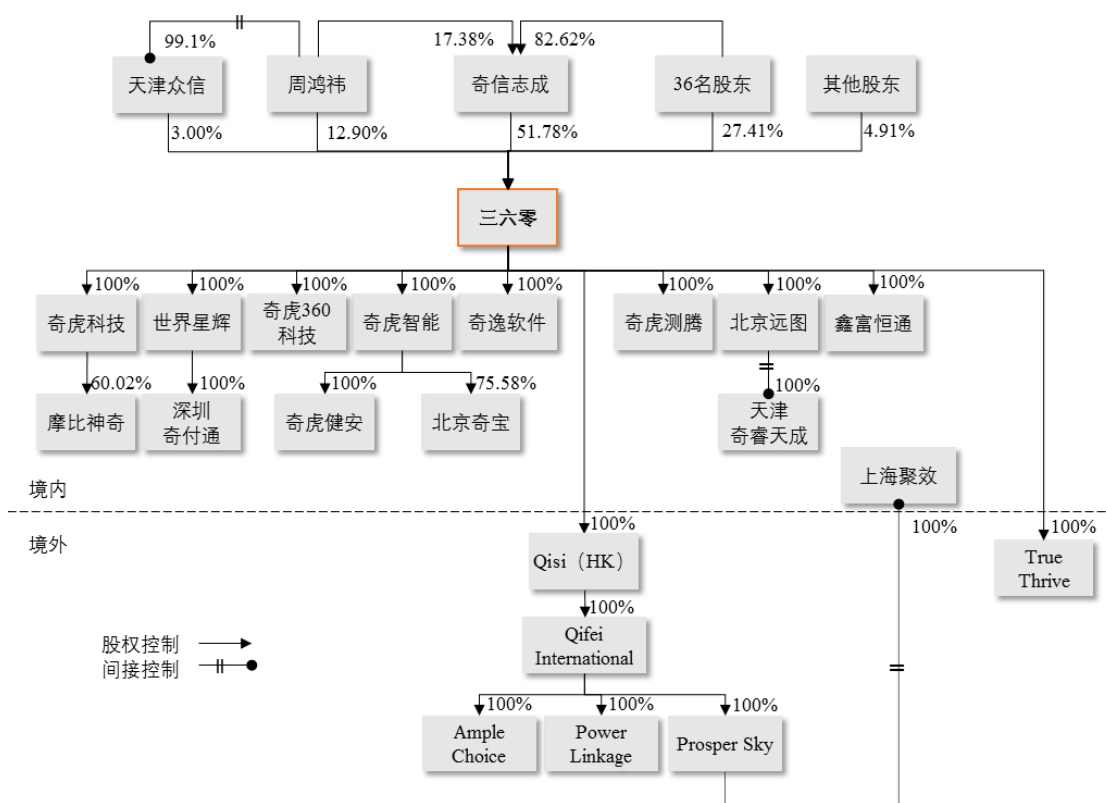 99.1%
17.38%
82.62%
天津众信
周鸿祎
奇信志成
36名股东
其他股东
3.00%
12.90%
51.78%
27.41%
4.91%
三六零
100%
100%
100%
100%
100%
100%
100%
100%
奇虎科技
世界星辉
奇虎360
科技
奇虎智能
奇逸软件
奇虎测腾
北京远图
鑫富恒通
60.02%
100%
100%
75.58%
100%
摩比神奇
深圳
奇付通
奇虎健安
北京奇宝
天津
奇睿天成
上海聚效
境内
境外
100%
100%
100%
Qisi（HK）
True
Thrive
100%
Qifei
International
股权控制
间接控制
100%
100%
100%
Ample
Choice
Power
Linkage
Prosper Sky